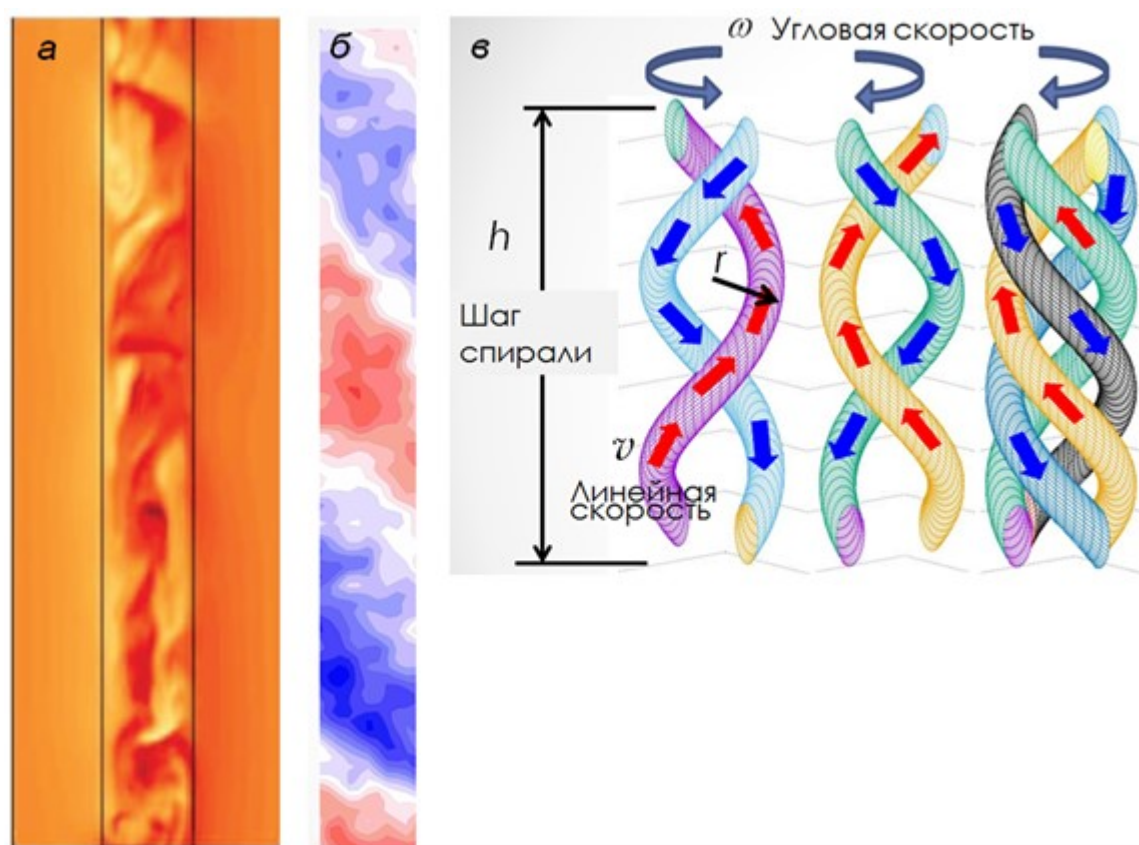 а
б
в
ω Угловая скорость
h
r
Шаг
спирали
v
Линейная
скорость